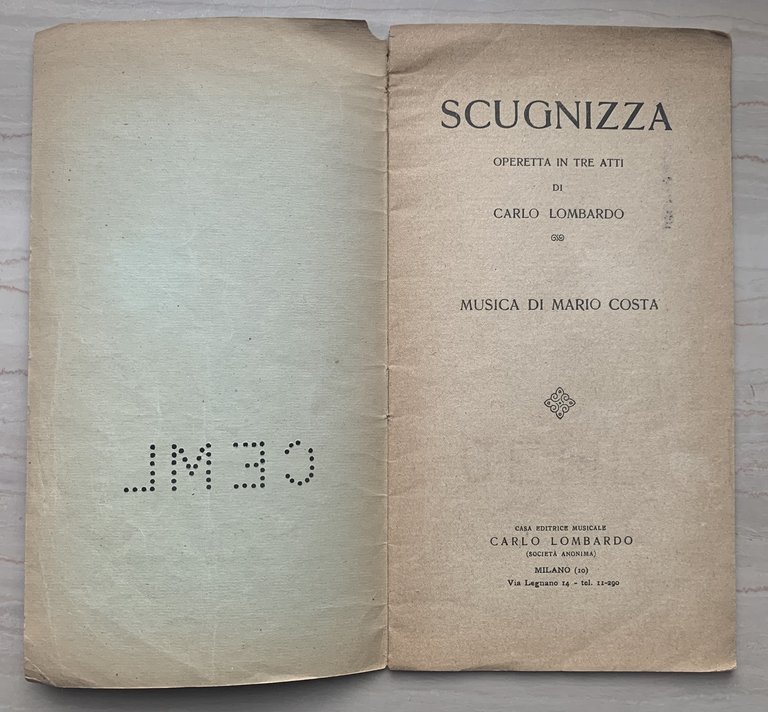 CEML
SCUGNIZZA
OPERETTA IN TRE ATTI
DI
CARLO LOMBARDO
MUSICA DI MARIO COSTA
CASA EDITRICE MUSICALE
CARLO LOMBARDO
(SOCIETÀ ANONIMA)
MILANO (10)
Via Legnano 14 - tel. 11-290